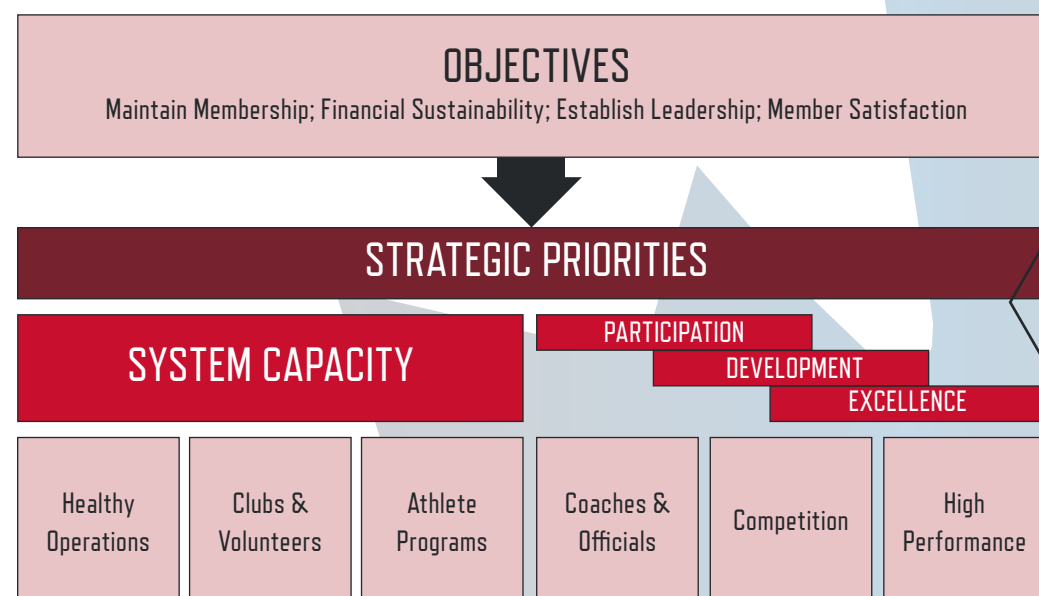 OBJECTIVES
Maintain Membership; Financial Sustainability; Establish Leadership; Member Satisfaction
STRATEGIC PRIORITIES
SYSTEM CAPACITY
PARTICIPATION
DEVELOPMENT
EXCELLENCE
Healthy
Operations
Clubs &
Volunteers
Athlete
Programs
Coaches &
Officials
Competition
High
Performance